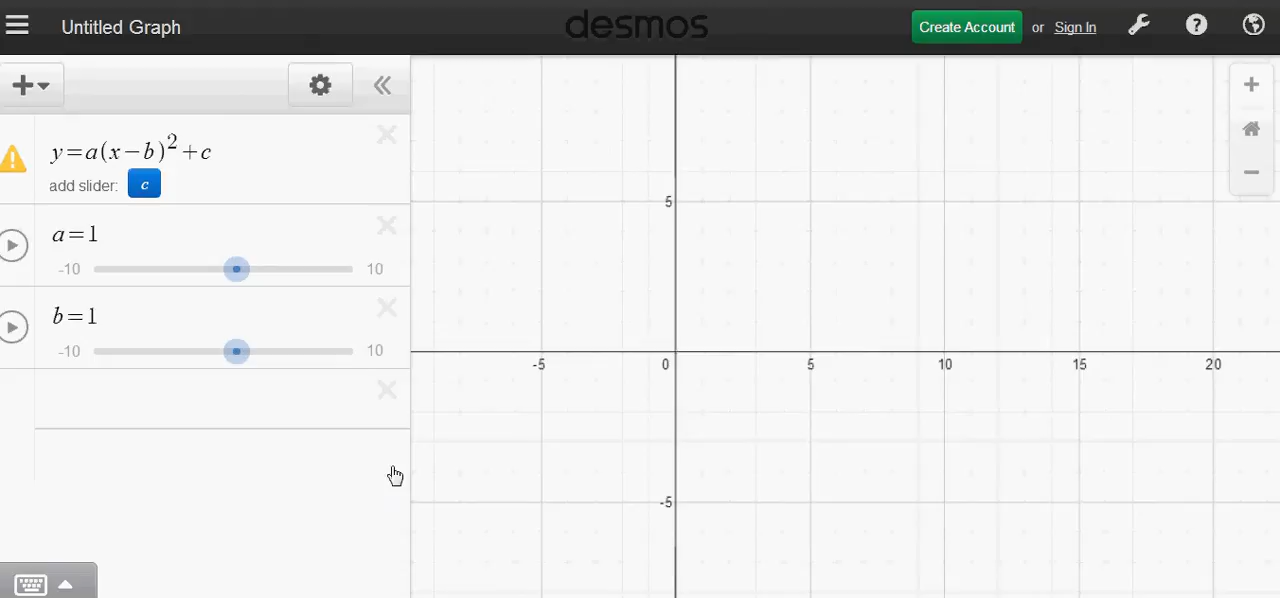 Untitled Graph
desmos
Create Account or Sign In
y=a(x−b)²+c
add slider: c
a=1
-10 10
b=1
-10 10
5
-5 0 5 10 15 20
-5